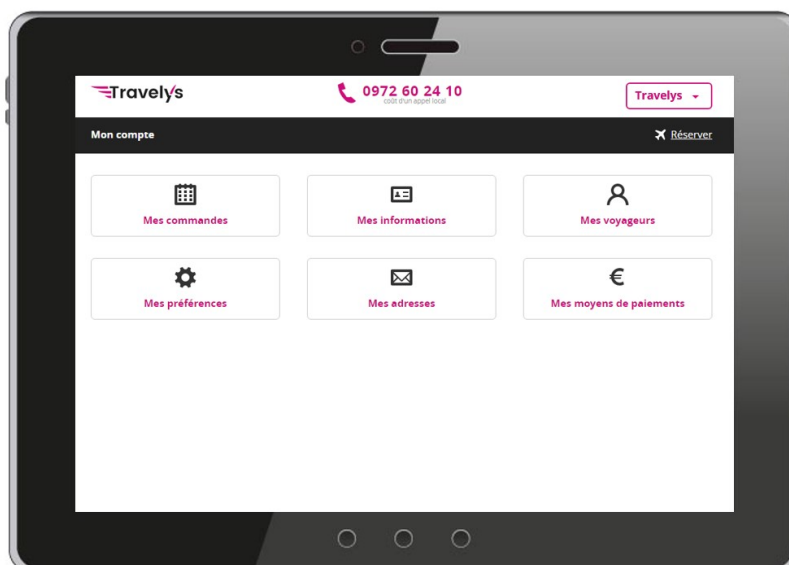 Travelys
0972 60 24 10
coût d'un appel local
Travelys
Mon compte
Réserver
Mes commandes
Mes informations
Mes voyageurs
Mes préférences
Mes adresses
Mes moyens de paiements